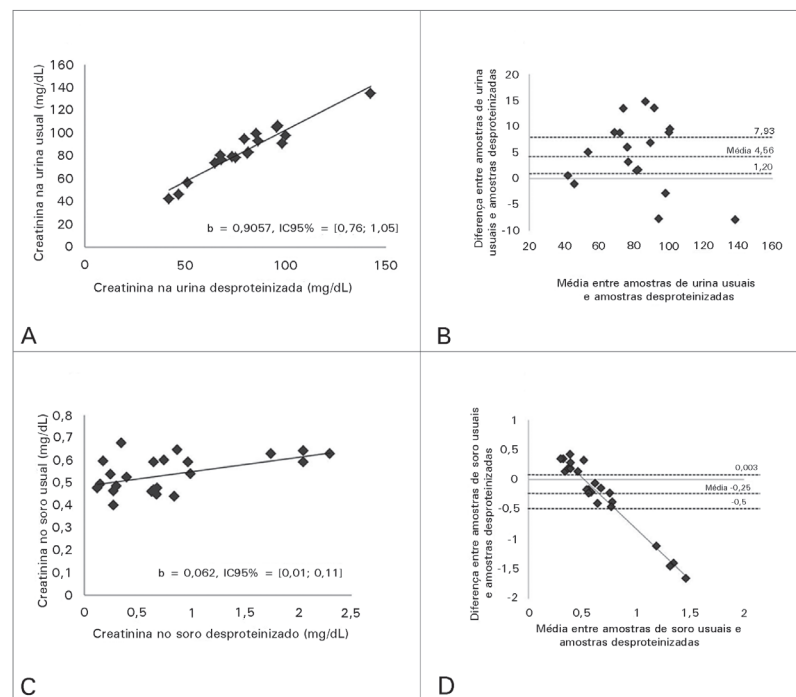 160
140
120
100
80
60
40
20
0
Creatinina na urina usual (mg/dL)
b = 0,9057, IC95% = [0,76; 1,05]
0
50
100
150
Creatinina na urina desproteinizada (mg/dL)
A
Diferença entre amostras de urina
usuais e amostras desproteinizadas
20
15
10
5
0
-5
-10
7,93
Média 4,56
1,20
20
40
60
80
100
120
140
160
Média entre amostras de urina usuais
e amostras desproteinizadas
B
Creatinina no soro usual (mg/dL)
0,8
0,7
0,6
0,5
0,4
0,3
0,2
0,1
0
b = 0,062, IC95% = [0,01; 0,11]
0
0,5
1
1,5
2
2,5
Creatinina no soro desproteinizado (mg/dL)
C
Diferença entre amostras de soro usuais
e amostras desproteinizadas
1
0,5
0
-0,5
-1
-1,5
-2
0,003
Média -0,25
-0,5
0
0,5
1
1,5
2
Média entre amostras de soro usuais e
amostras desproteinizadas
D